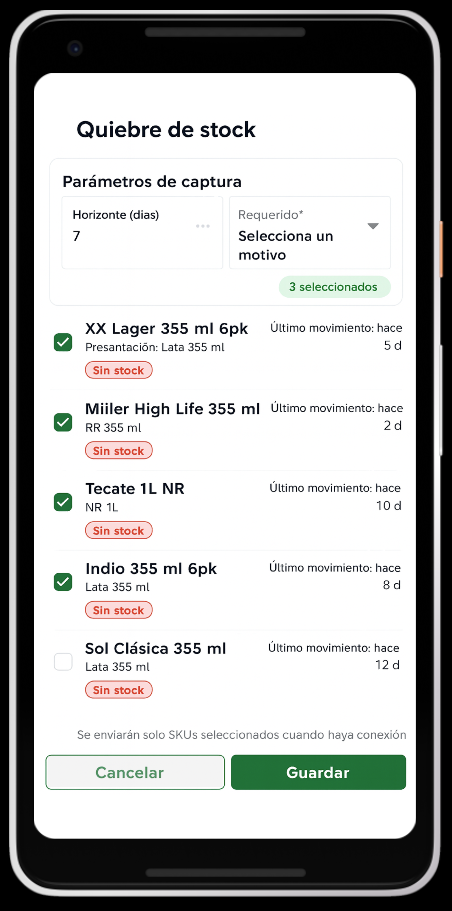 Quiebre de stock
Parámetros de captura
Horizonte (dias)
7
Requerido*
Selecciona un
motivo
3 seleccionados
XX Lager 355 ml 6pk
Último movimiento: hace
5 d
Presantación: Lata 355 ml
Sin stock
Miiler High Life 355 ml
Último movimiento: hace
2 d
RR 355 ml
Sin stock
Tecate 1L NR
Último movimiento: hace
10 d
NR 1L
Sin stock
Indio 355 ml 6pk
Último movimiento: hace
8 d
Lata 355 ml
Sin stock
Sol Clásica 355 ml
Último movimiento: hace
12 d
Lata 355 ml
Sin stock
Se enviarán solo SKUs seleccionados cuando haya conexión
Cancelar
Guardar